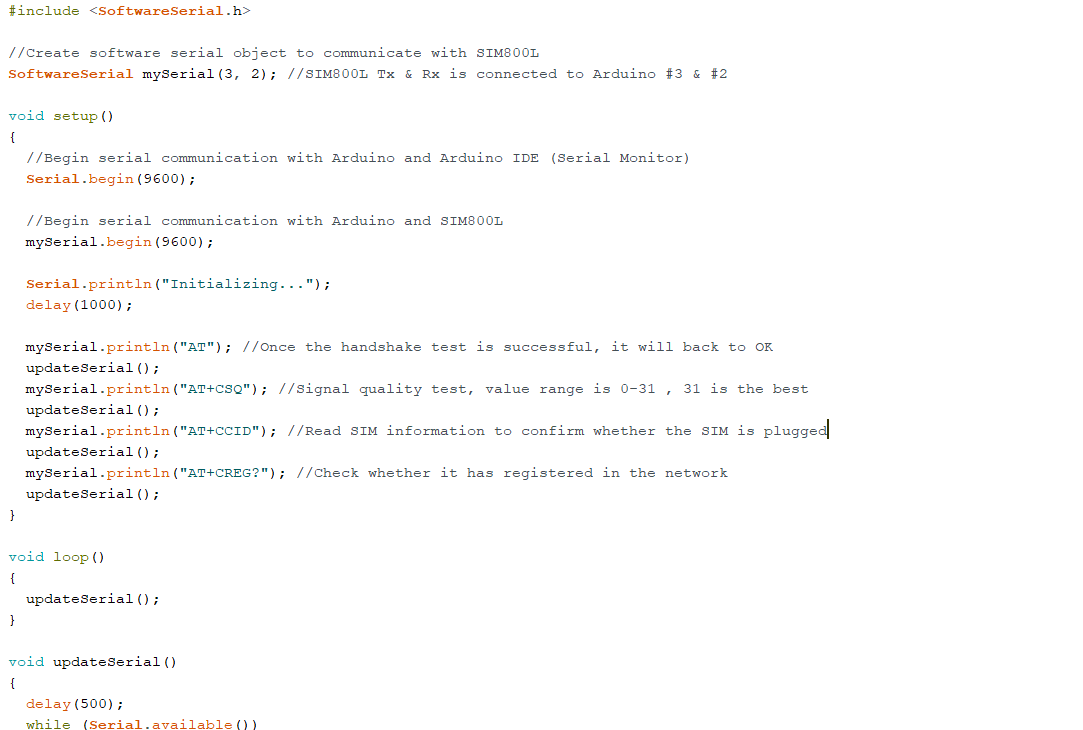 #include <SoftwareSerial.h>

//Create software serial object to communicate with SIM800L
SoftwareSerial mySerial(3, 2); //SIM800L Tx & Rx is connected to Arduino #3 & #2

void setup()
{
  //Begin serial communication with Arduino and Arduino IDE (Serial Monitor)
  Serial.begin(9600);

  //Begin serial communication with Arduino and SIM800L
  mySerial.begin(9600);

  Serial.println("Initializing...");
  delay(1000);

  mySerial.println("AT"); //Once the handshake test is successful, it will back to OK
  updateSerial();
  mySerial.println("AT+CSQ"); //Signal quality test, value range is 0-31 , 31 is the best
  updateSerial();
  mySerial.println("AT+CCID"); //Read SIM information to confirm whether the SIM is plugged
  updateSerial();
  mySerial.println("AT+CREG?"); //Check whether it has registered in the network
  updateSerial();
}

void loop()
{
  updateSerial();
}

void updateSerial()
{
  delay(500);
  while (Serial.available())